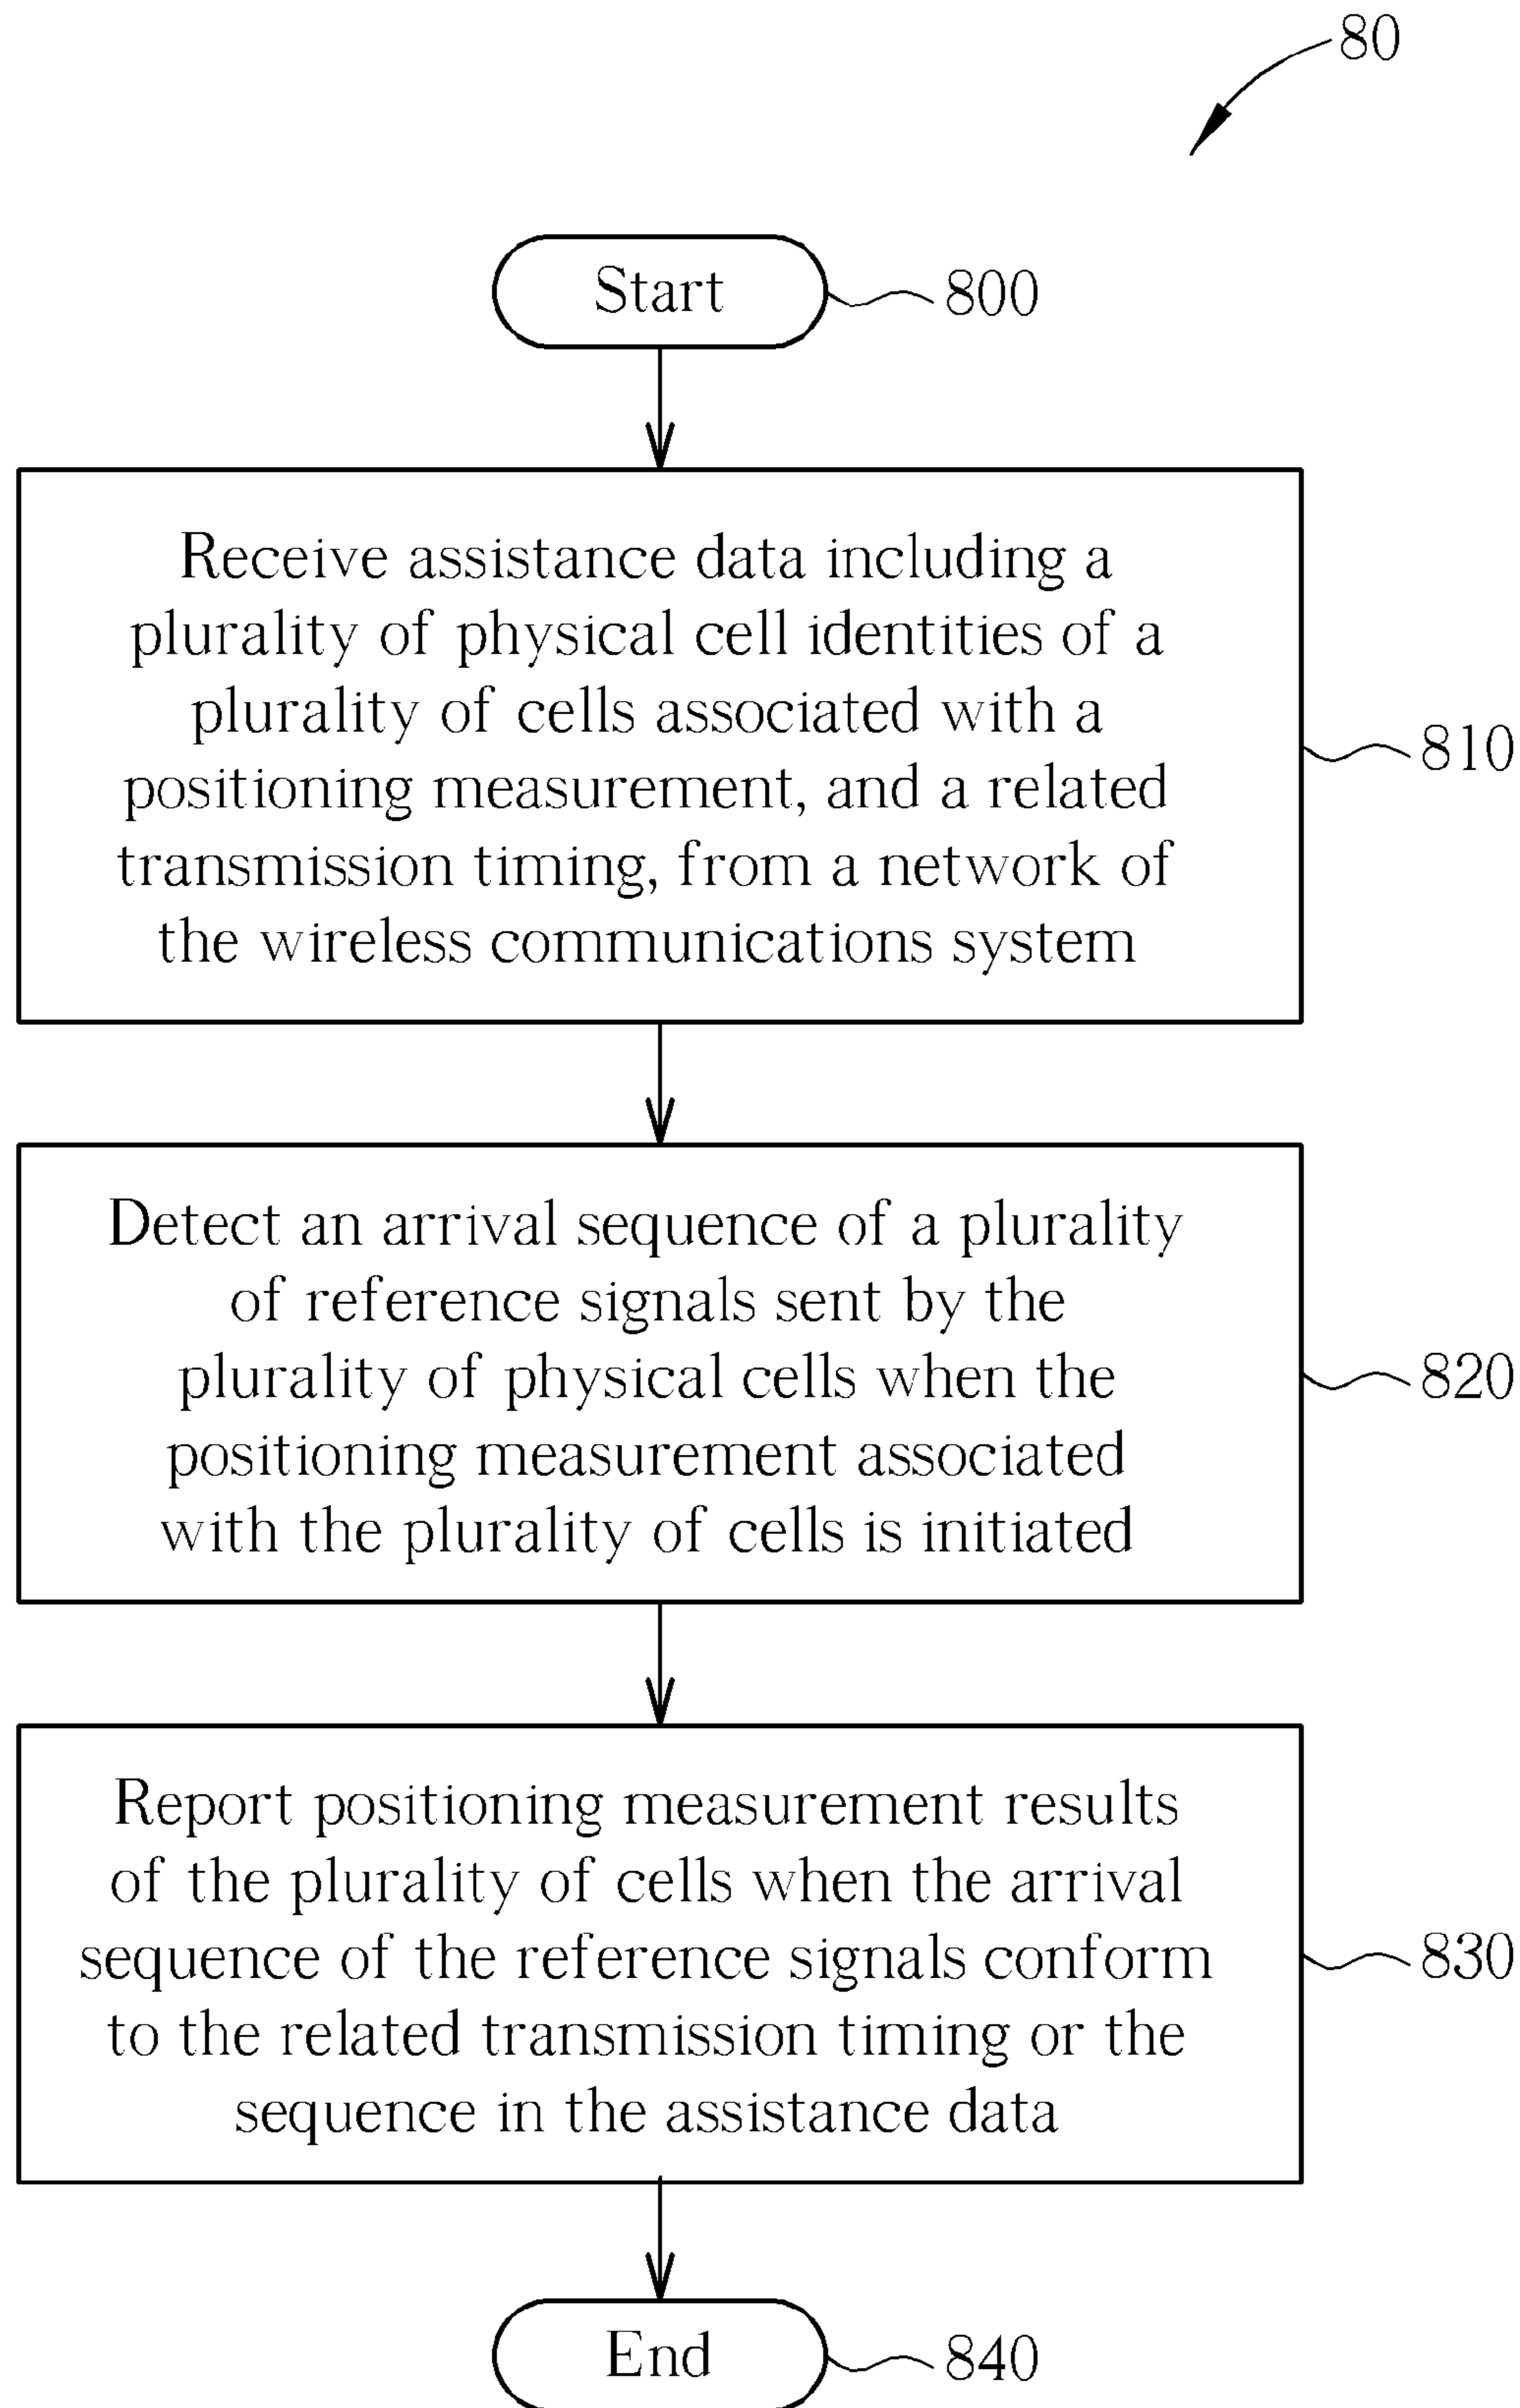 80
Start
800
Receive assistance data including a
plurality of physical cell identities of a
plurality of cells associated with a
positioning measurement, and a related
transmission timing, from a network of
the wireless communications system
810
Detect an arrival sequence of a plurality
of reference signals sent by the
plurality of physical cells when the
positioning measurement associated
with the plurality of cells is initiated
820
Report positioning measurement results
of the plurality of cells when the arrival
sequence of the reference signals conform
to the related transmission timing or the
sequence in the assistance data
830
End
840